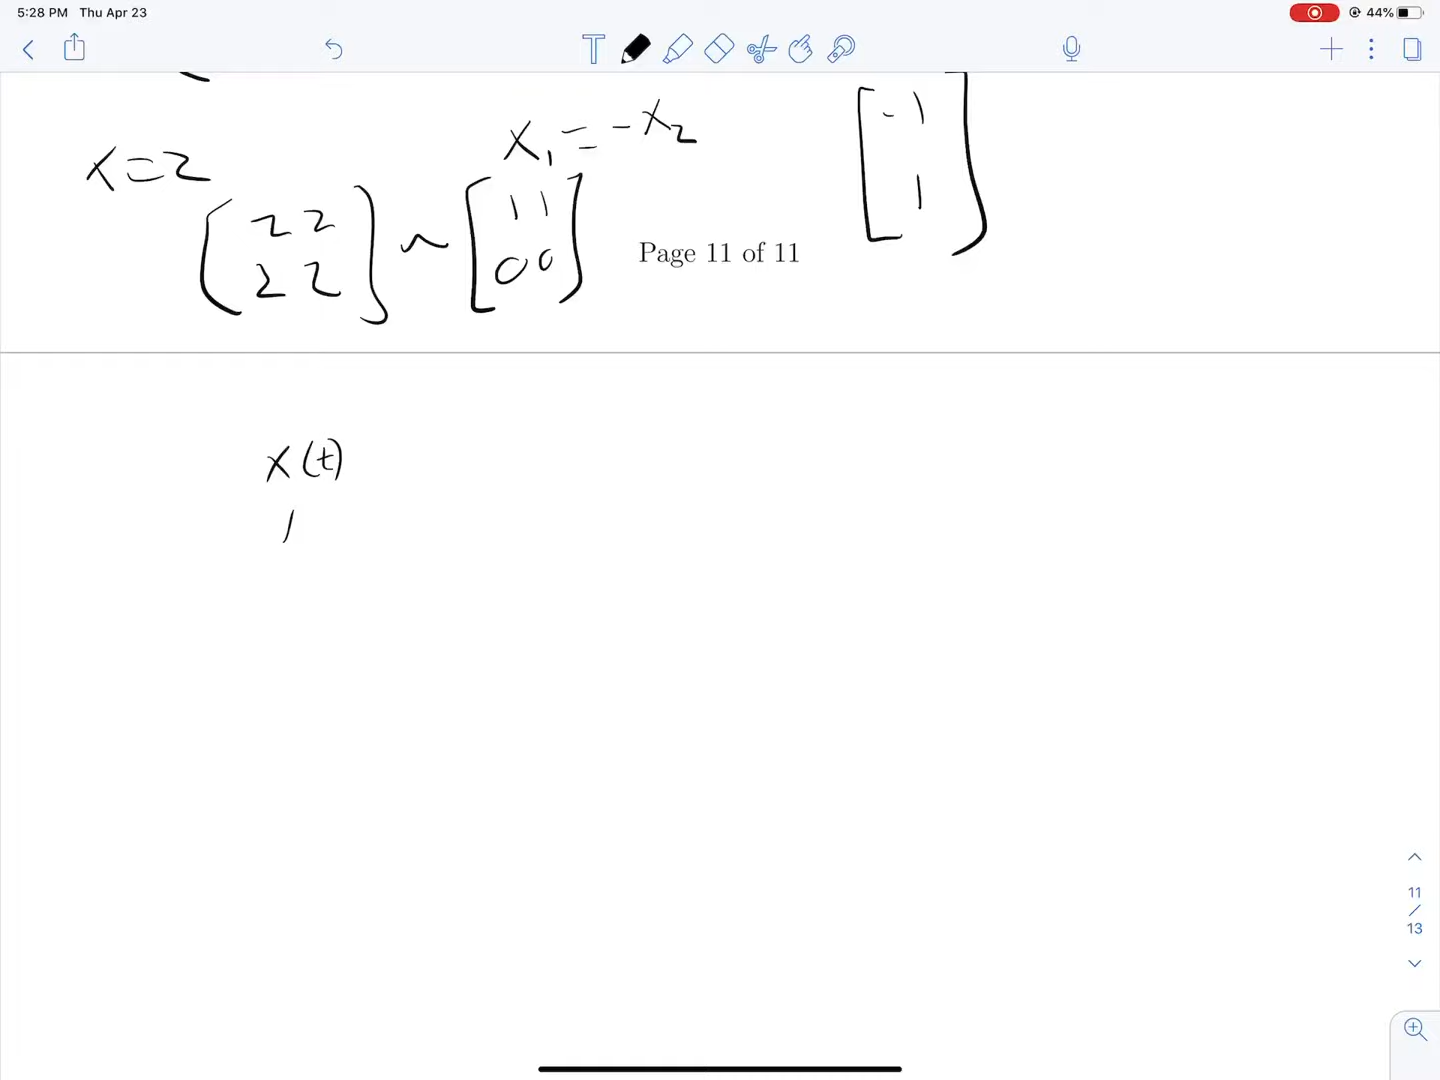 5:28 PM Thu Apr 23
44%
x=2
x₁ = -x₂
[2 2
2 2] ~ [1 1
0 0]
[-1
1]
Page 11 of 11
x(t)
11
/
13